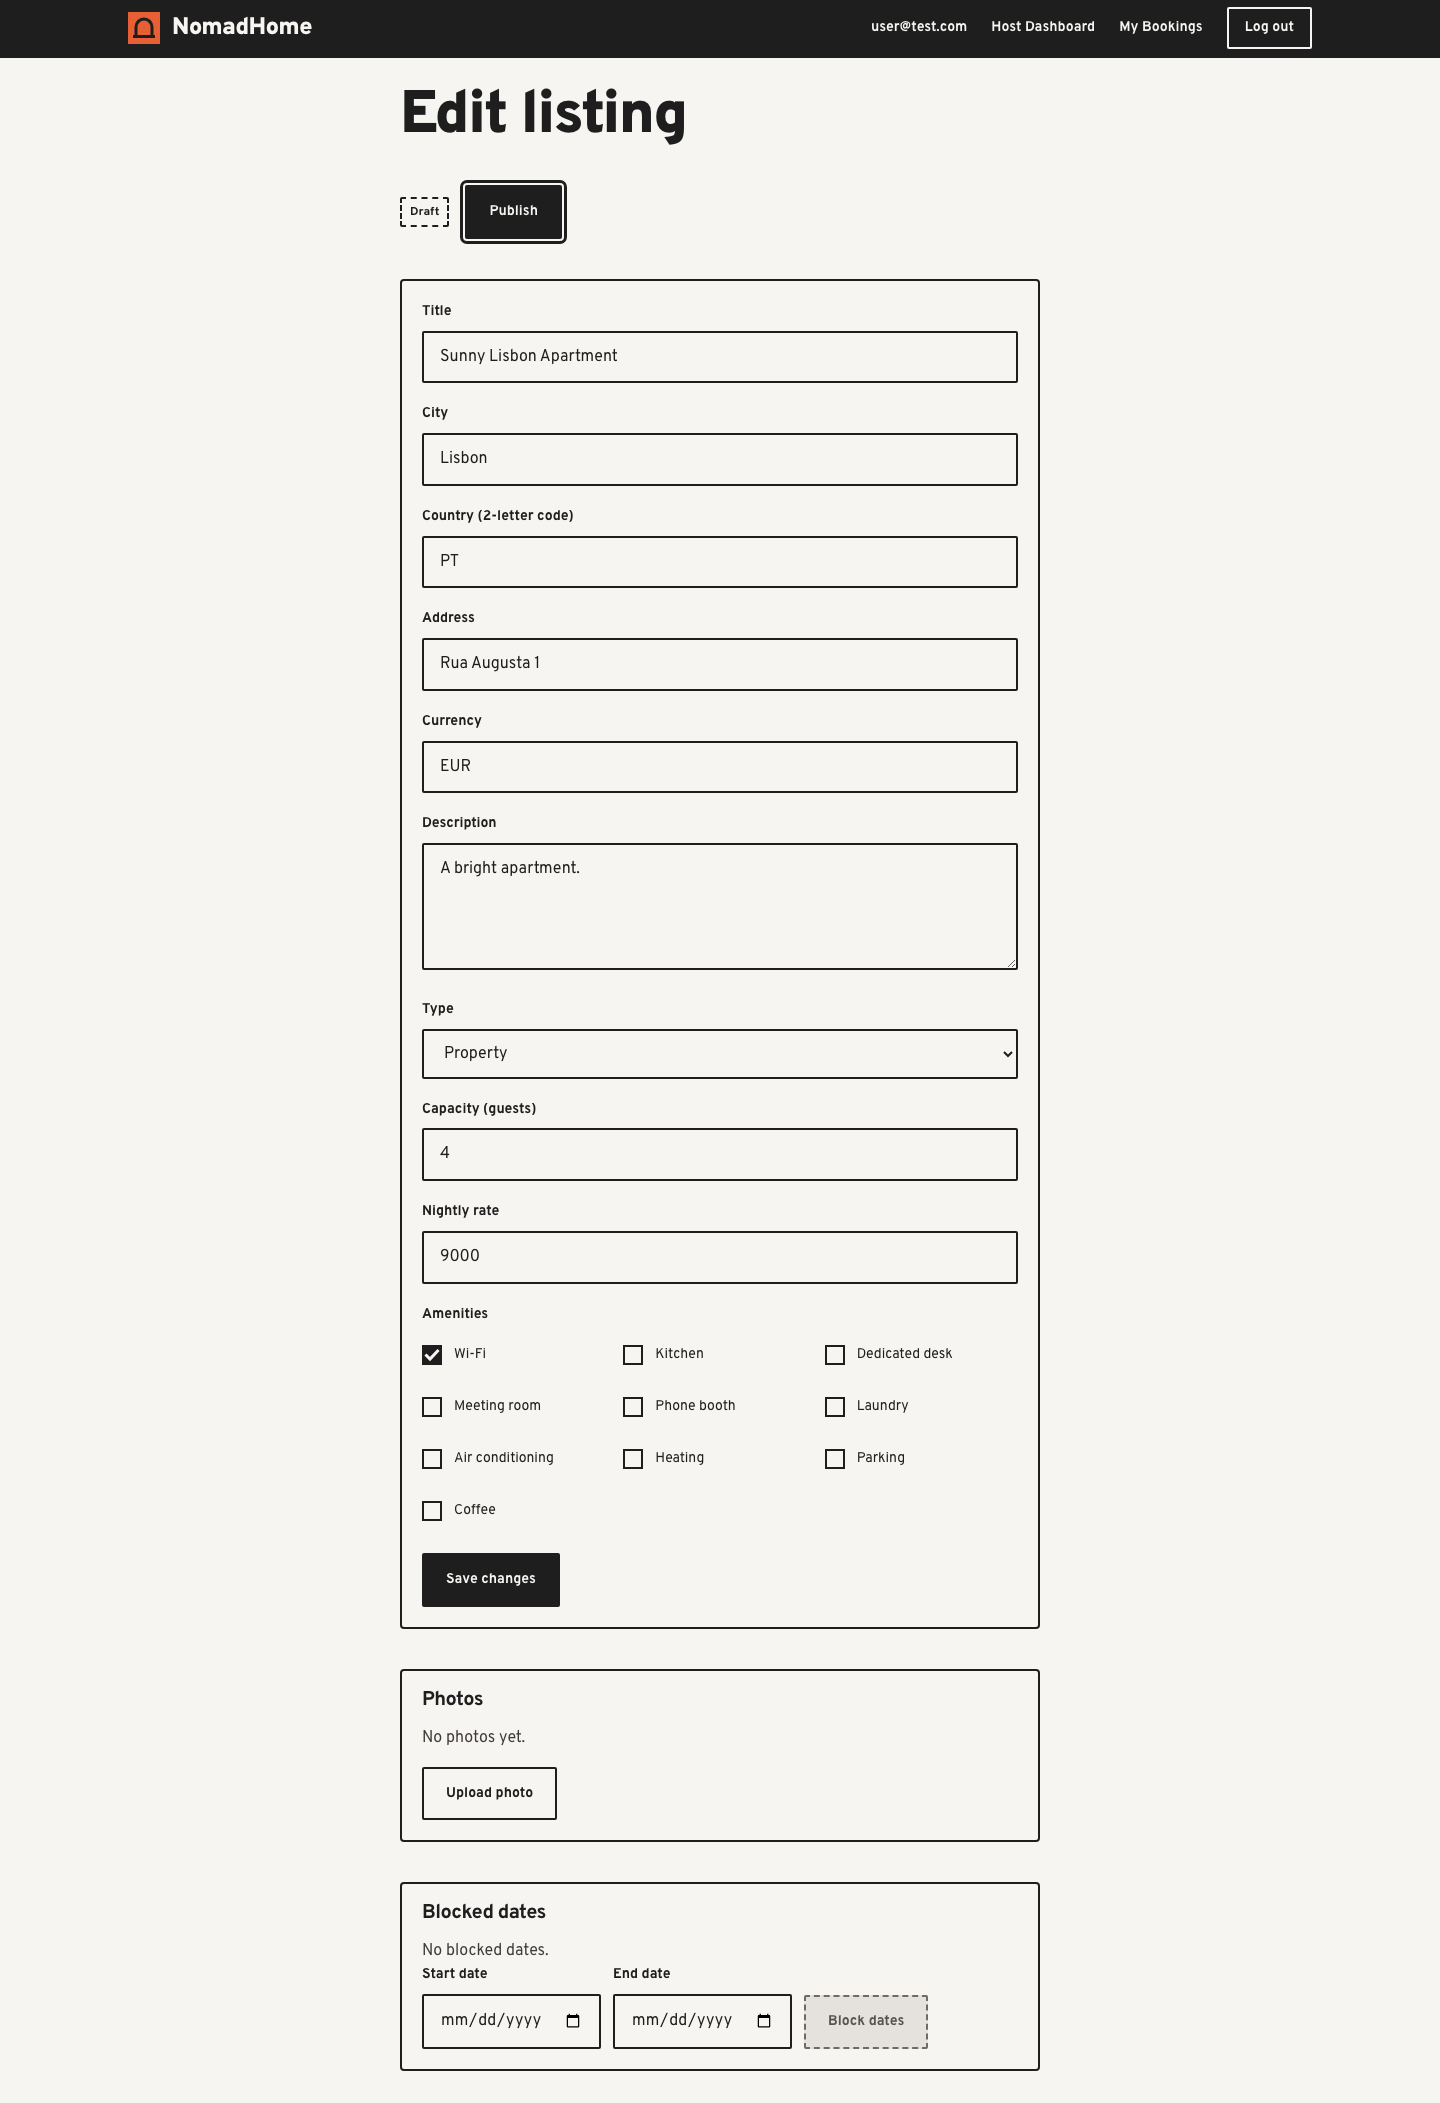 NomadHome
user@test.com Host Dashboard My Bookings Log out
Edit listing
Draft Publish
Title
Sunny Lisbon Apartment
City
Lisbon
Country (2-letter code)
PT
Address
Rua Augusta 1
Currency
EUR
Description
A bright apartment.
Type
Property
Capacity (guests)
4
Nightly rate
9000
Amenities
Wi-Fi Kitchen Dedicated desk
Meeting room Phone booth Laundry
Air conditioning Heating Parking
Coffee
Save changes
Photos
No photos yet.
Upload photo
Blocked dates
No blocked dates.
Start date End date
mm/dd/yyyy mm/dd/yyyy Block dates